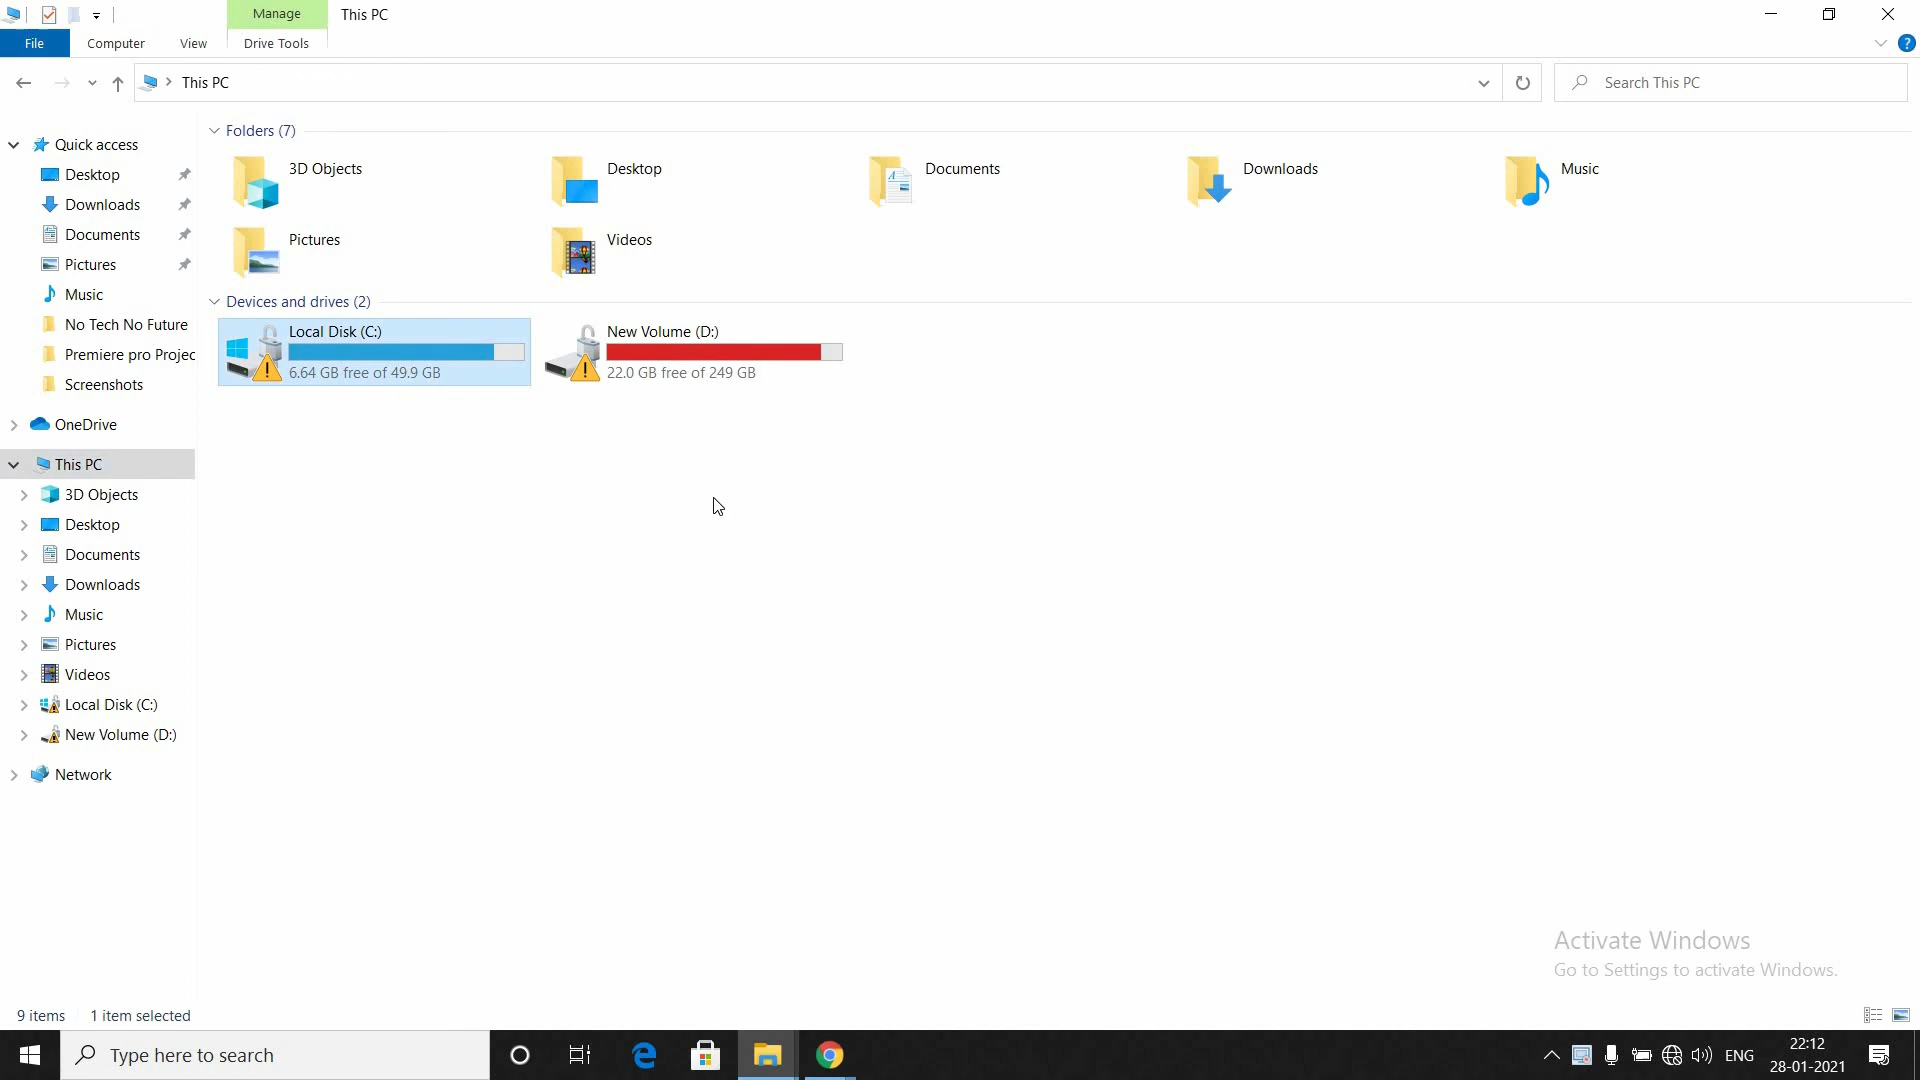 Manage
This PC
File
Computer
View
Drive Tools
This PC
Search This PC
Quick access
Desktop
Downloads
Documents
Pictures
Music
No Tech No Future
Premiere pro Projec
Screenshots
OneDrive
This PC
3D Objects
Desktop
Documents
Downloads
Music
Pictures
Videos
Local Disk (C:)
New Volume (D:)
Network
Folders (7)
3D Objects
Desktop
Documents
Downloads
Music
Pictures
Videos
Devices and drives (2)
Local Disk (C:)
6.64 GB free of 49.9 GB
New Volume (D:)
22.0 GB free of 249 GB
Activate Windows
Go to Settings to activate Windows.
9 items
1 item selected
Type here to search
ENG
22:12
28-01-2021